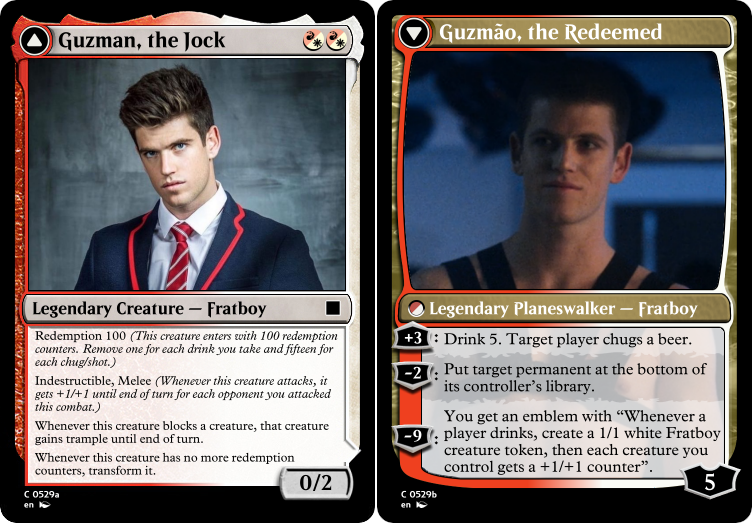 Guzman, the Jock
Legendary Creature — Fratboy
Redemption 100 (This creature enters with 100 redemption
counters. Remove one for each drink you take and fifteen for
each chug/shot.)
Indestructible, Melee (Whenever this creature attacks, it
gets +1/+1 until end of turn for each opponent you attacked
this combat.)
Whenever this creature blocks a creature, that creature
gains trample until end of turn.
Whenever this creature has no more redemption
counters, transform it.
0/2
C 0529a
en
Guzmão, the Redeemed
Legendary Planeswalker — Fratboy
+3: Drink 5. Target player chugs a beer.
-2: Put target permanent at the bottom of
its controller's library.
-9: You get an emblem with “Whenever a
player drinks, create a 1/1 white Fratboy
creature token, then each creature you
control gets a +1/+1 counter”.
5
C 0529b
en